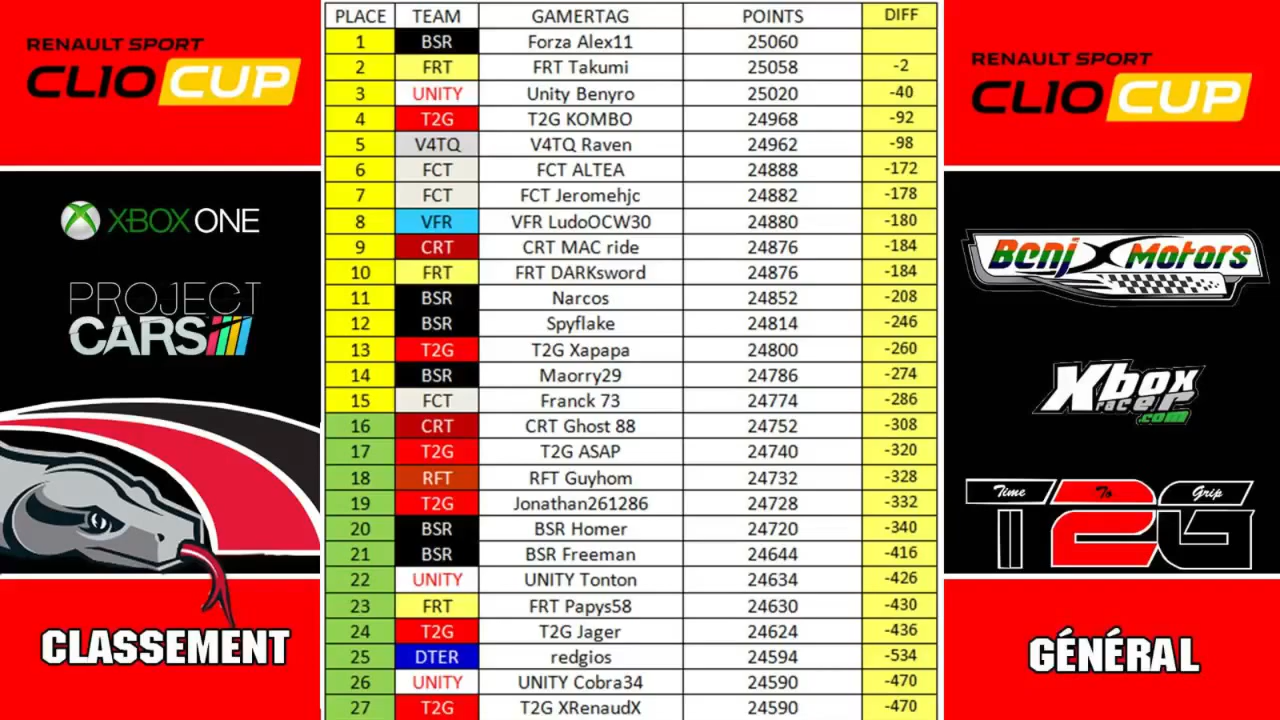 RENAULT SPORT
CLIO CUP
XBOX ONE
PROJECT
CARS
CLASSEMENT
PLACE TEAM GAMERTAG POINTS DIFF
1 BSR Forza Alex11 25060
2 FRT FRT Takumi 25058 -2
3 UNITY Unity Benyro 25020 -40
4 T2G T2G KOMBO 24968 -92
5 V4TQ V4TQ Raven 24962 -98
6 FCT FCT ALTEA 24888 -172
7 FCT FCT Jeromehjc 24882 -178
8 VFR VFR LudoOCW30 24880 -180
9 CRT CRT MAC ride 24876 -184
10 FRT FRT DARKsword 24876 -184
11 BSR Narcos 24852 -208
12 BSR Spyflake 24814 -246
13 T2G T2G Xapapa 24800 -260
14 BSR Maorry29 24786 -274
15 FCT Franck 73 24774 -286
16 CRT CRT Ghost 88 24752 -308
17 T2G T2G ASAP 24740 -320
18 RFT RFT Guyhom 24732 -328
19 T2G Jonathan261286 24728 -332
20 BSR BSR Homer 24720 -340
21 BSR BSR Freeman 24644 -416
22 UNITY UNITY Tonton 24634 -426
23 FRT FRT Papys58 24630 -430
24 T2G T2G Jager 24624 -436
25 DTER redgios 24594 -534
26 UNITY UNITY Cobra34 24590 -470
27 T2G T2G XRenaudX 24590 -470
RENAULT SPORT
CLIO CUP
Benj X Motors
Xbox
racer
.com
Time To Grip
T2G
GÉNÉRAL